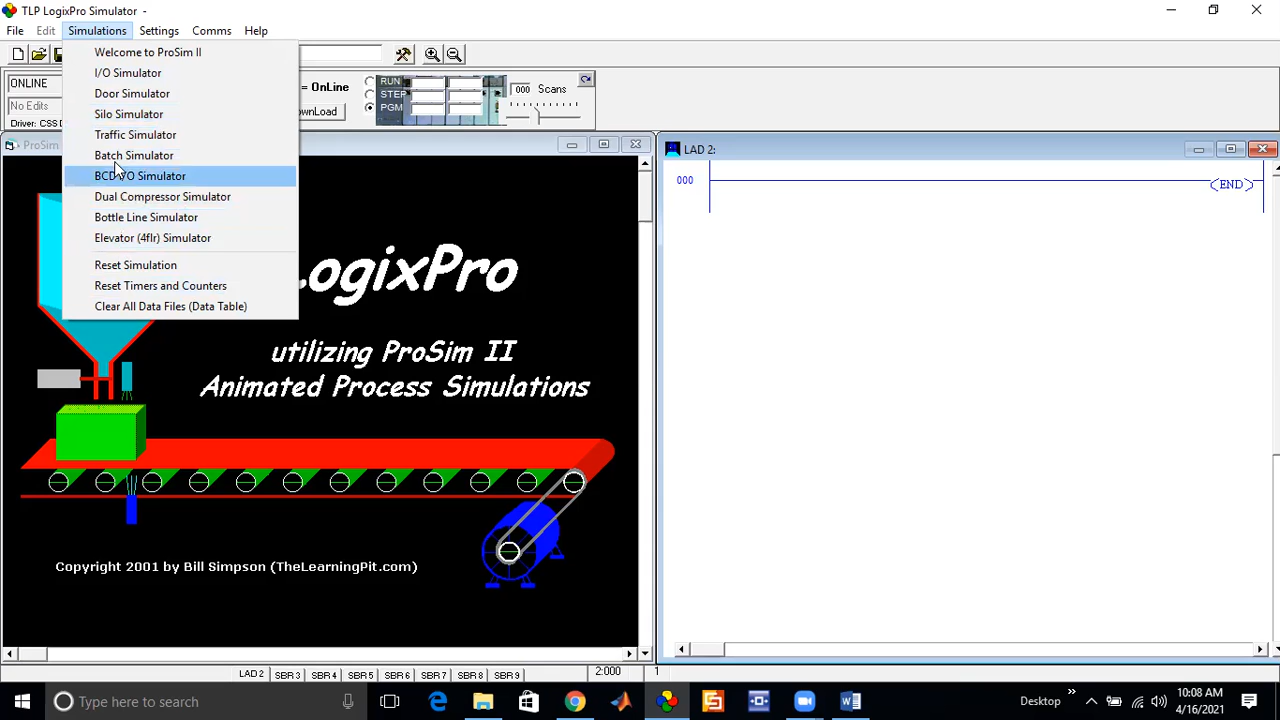 TLP LogixPro Simulator -
File Edit Simulations Settings Comms Help
Welcome to ProSim II
I/O Simulator
Door Simulator
Silo Simulator
Traffic Simulator
Batch Simulator
BCD I/O Simulator
Dual Compressor Simulator
Bottle Line Simulator
Elevator (4flr) Simulator
Reset Simulation
Reset Timers and Counters
Clear All Data Files (Data Table)
ONLINE
No Edits
Driver: CSS D
= OnLine
wnLoad
RUN
STEP
PGM
000 Scans
ProSim
LAD 2:
000
(END)
LogixPro
utilizing ProSim II
Animated Process Simulations
Copyright 2001 by Bill Simpson (TheLearningPit.com)
LAD 2 SBR 3 SBR 4 SBR 5 SBR 6 SBR 7 SBR 8 SBR 9
2:000
1
Type here to search
Desktop
10:08 AM
4/16/2021